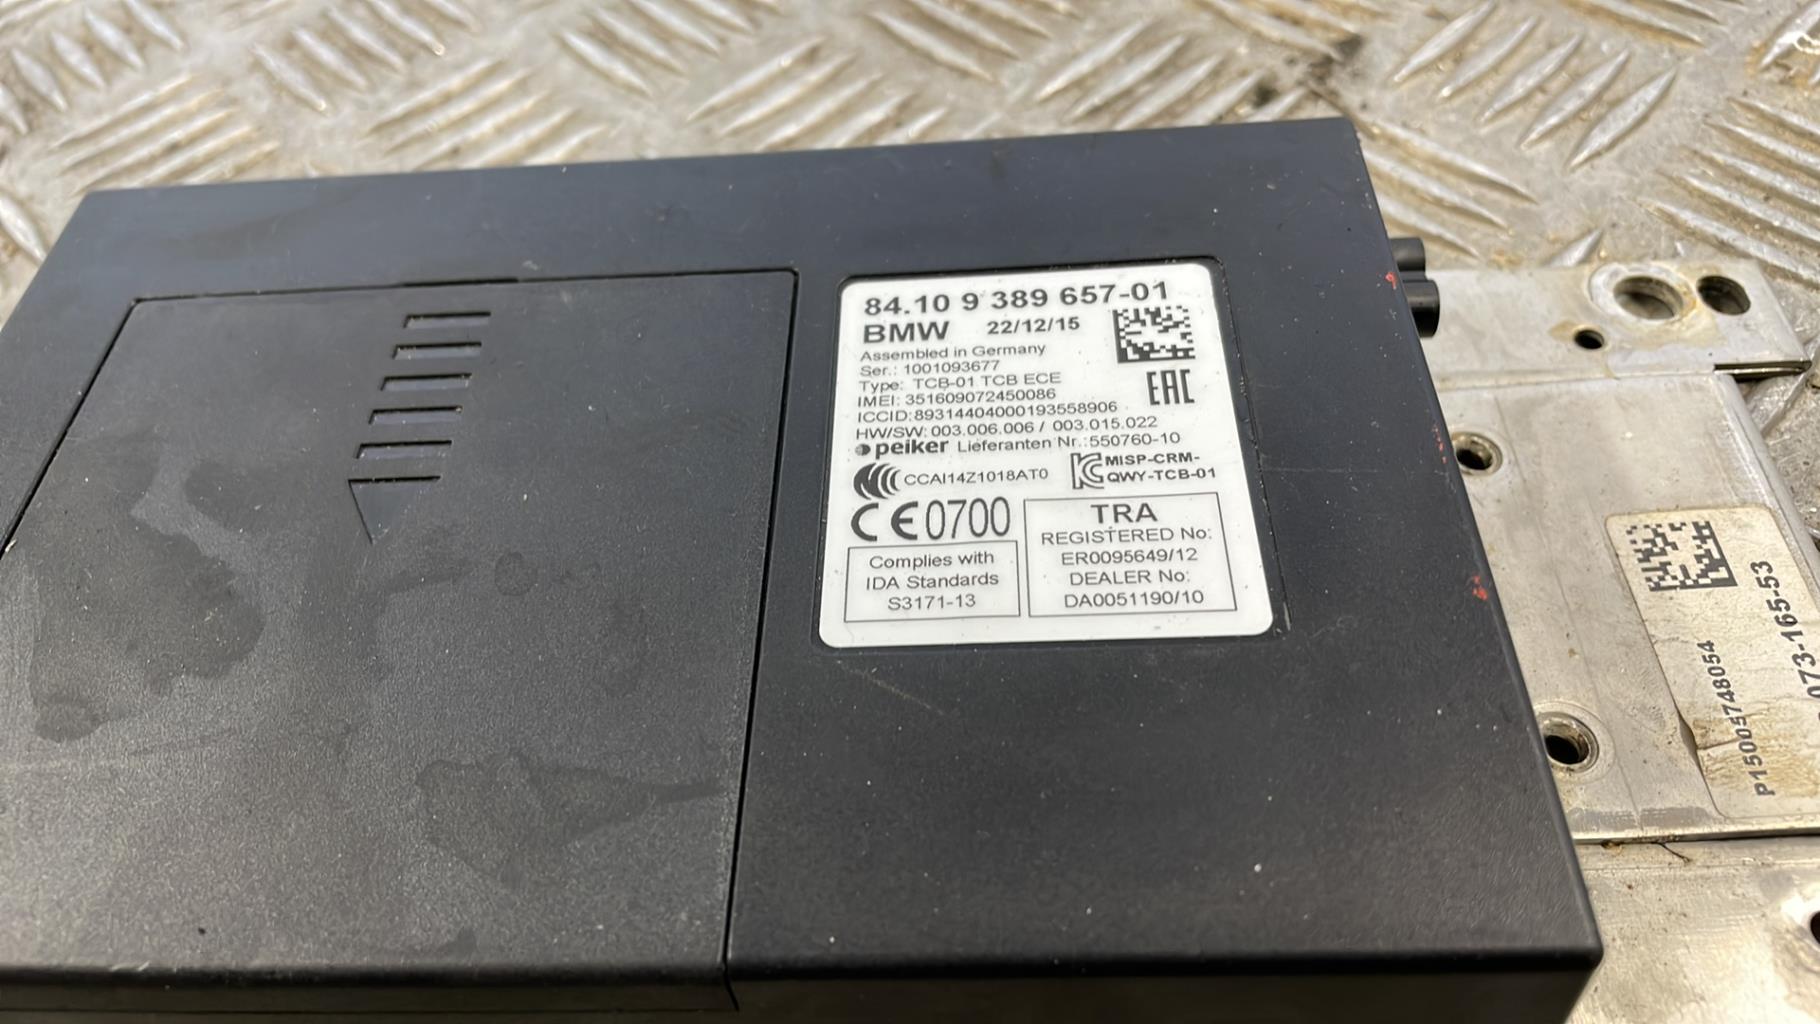 84.10 9 389 657-01
BMW 22/12/15
Assembled in Germany
Ser.: 1001093677
Type: TCB-01 TCB ECE
IMEI: 351609072450086
ICCID:89314404000193558906
HW/SW: 003.006.006 / 003.015.022
peiker Lieferanten Nr.:550760-10
CCAI14Z1018AT0
MISP-CRM-
QWY-TCB-01
CE0700
EAC
Complies with
IDA Standards
S3171-13
TRA
REGISTERED No:
ER0095649/12
DEALER No:
DA0051190/10
073-165-53
P15005748054